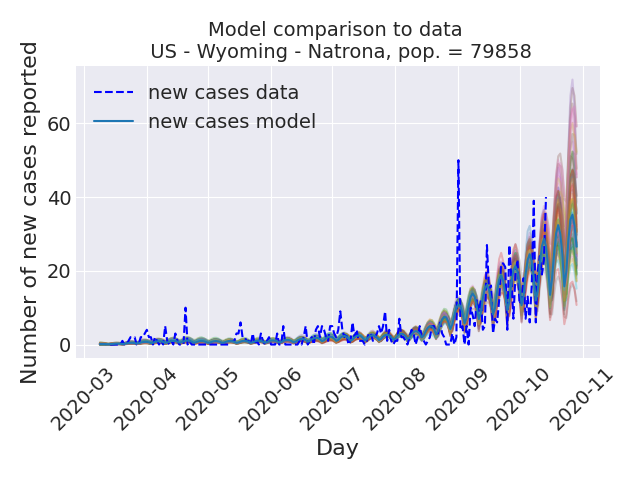 Model comparison to data
US - Wyoming - Natrona, pop. = 79858
new cases data
new cases model
Number of new cases reported
60
40
20
0
2020-03
2020-04
2020-05
2020-06
2020-07
2020-08
2020-09
2020-10
2020-11
Day